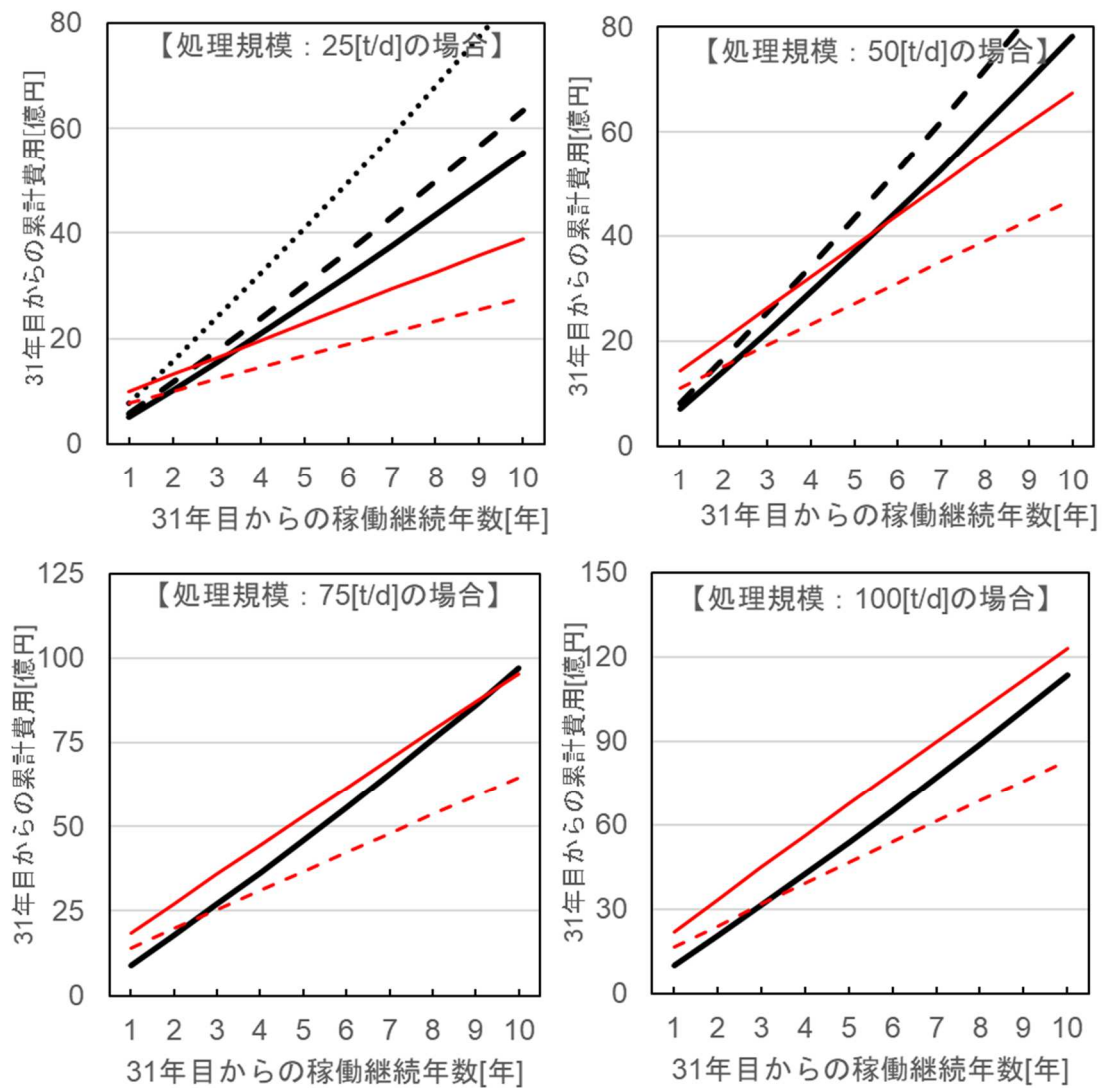 【処理規模：25[t/d]の場合】
31年目からの累計費用[億円]
80
60
40
20
0
1 2 3 4 5 6 7 8 9 10
31年目からの稼働継続年数[年]
【処理規模：50[t/d]の場合】
31年目からの累計費用[億円]
80
60
40
20
0
1 2 3 4 5 6 7 8 9 10
31年目からの稼働継続年数[年]
【処理規模：75[t/d]の場合】
31年目からの累計費用[億円]
125
100
75
50
25
0
1 2 3 4 5 6 7 8 9 10
31年目からの稼働継続年数[年]
【処理規模：100[t/d]の場合】
31年目からの累計費用[億円]
150
120
90
60
30
0
1 2 3 4 5 6 7 8 9 10
31年目からの稼働継続年数[年]